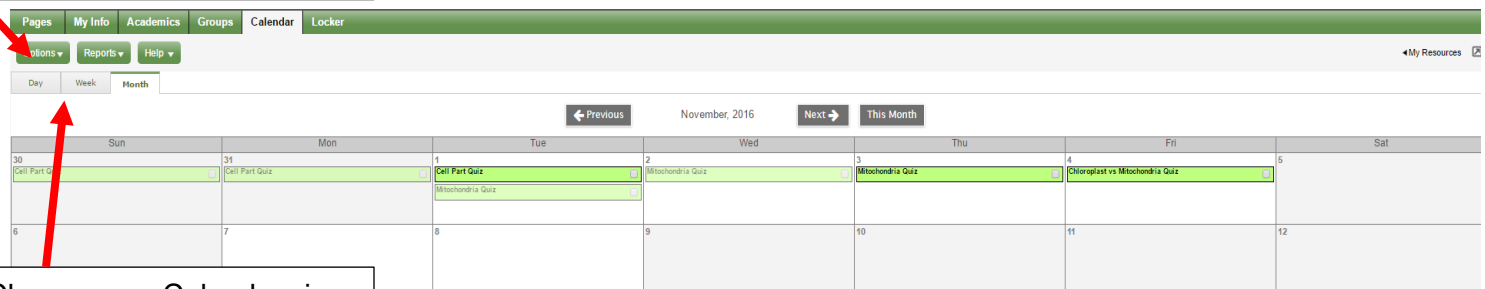 Pages My Info Academics Groups Calendar Locker
Options Reports Help My Resources
Day Week Month
Previous November, 2016 Next This Month
Sun Mon Tue Wed Thu Fri Sat
30 31 1 2 3 4 5
Cell Part Quiz Cell Part Quiz Cell Part Quiz Mitochondria Quiz Mitochondria Quiz Chloroplast vs Mitochondria Quiz
Mitochondria Quiz
6 7 8 9 10 11 12
Calendar